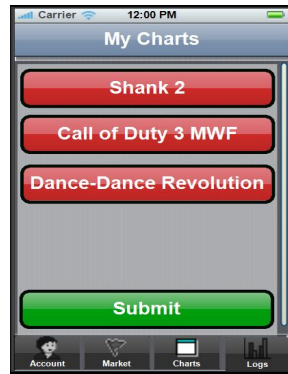 Carrier 12:00 PM
My Charts
Shank 2
Call of Duty 3 MWF
Dance-Dance Revolution
Submit
Account Market Charts Logs